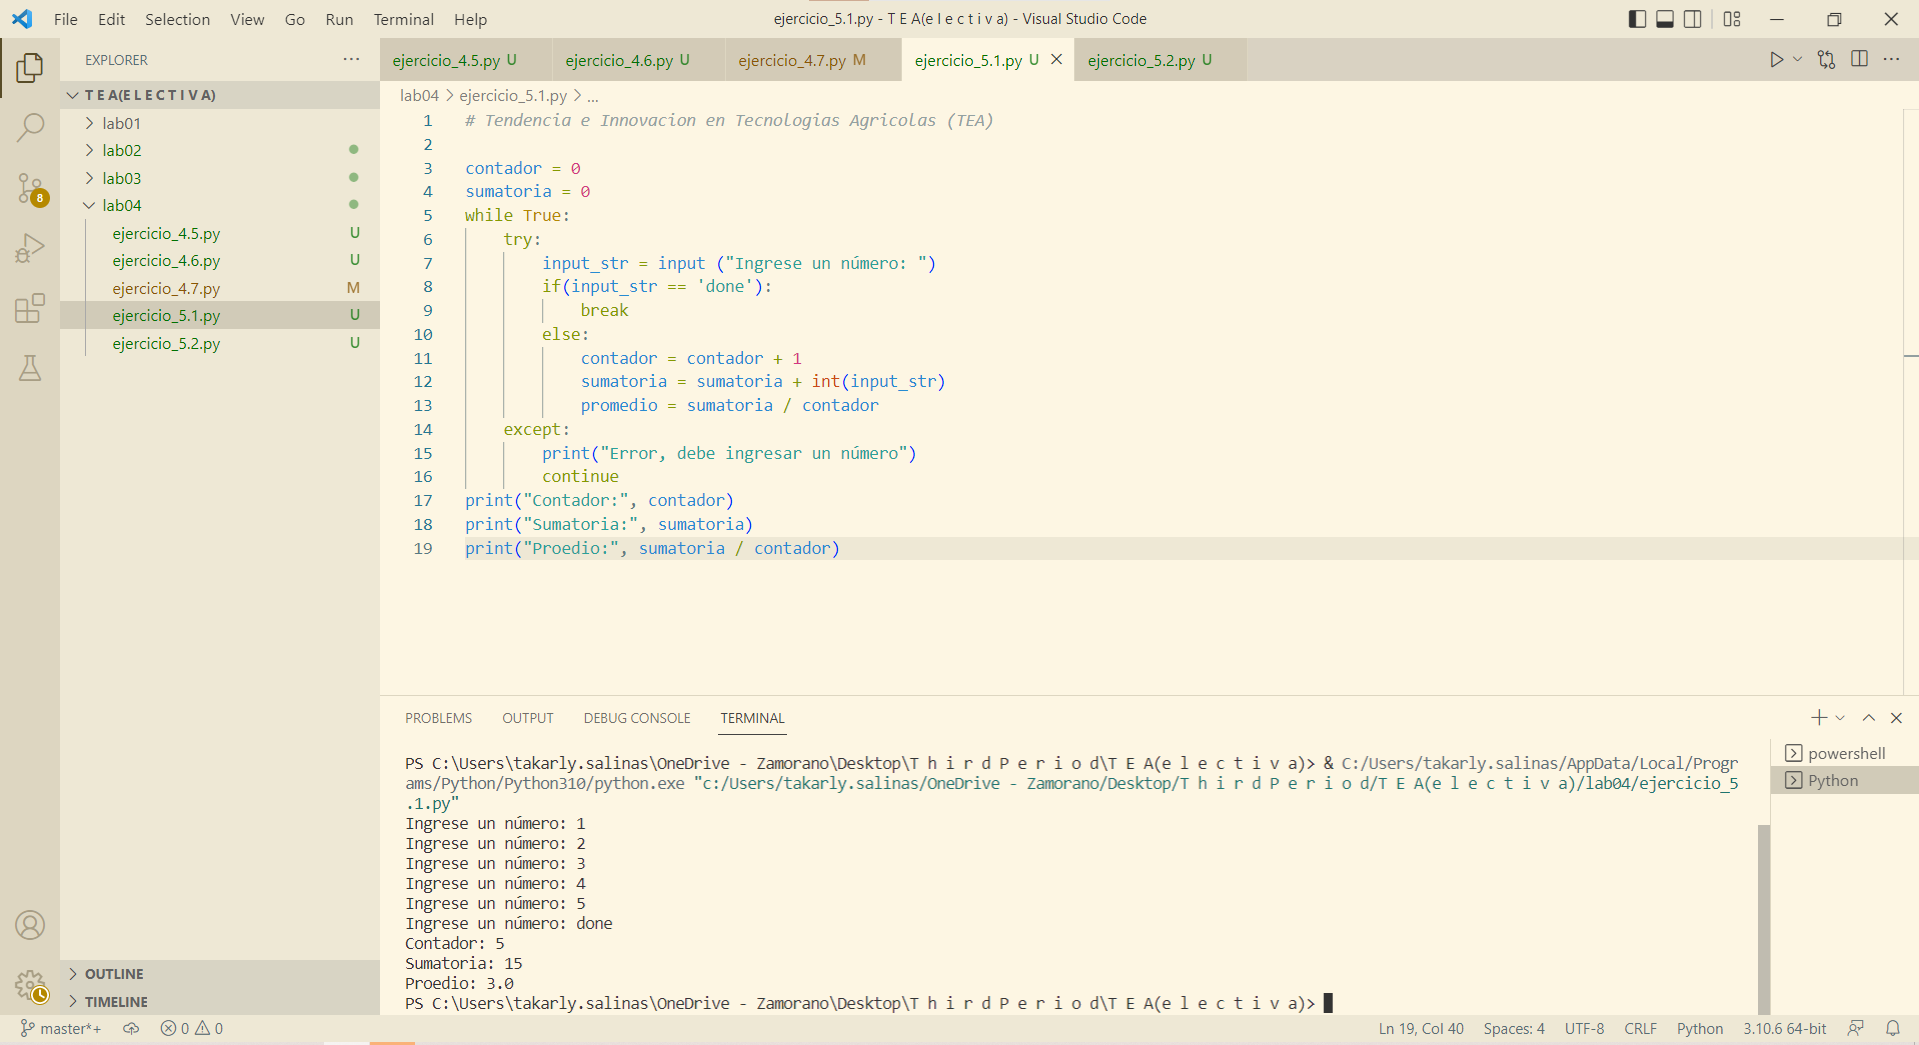 File Edit Selection View Go Run Terminal Help
ejercicio_5.1.py - T E A(e l e c t i v a) - Visual Studio Code
EXPLORER
T E A(E L E C T I V A)
lab01
lab02
lab03
lab04
ejercicio_4.5.py U
ejercicio_4.6.py U
ejercicio_4.7.py M
ejercicio_5.1.py U
ejercicio_5.2.py U
OUTLINE
TIMELINE
8
ejercicio_4.5.py U ejercicio_4.6.py U ejercicio_4.7.py M ejercicio_5.1.py U ejercicio_5.2.py U
lab04 > ejercicio_5.1.py > ...
1 # Tendencia e Innovacion en Tecnologias Agricolas (TEA)
2
3 contador = 0
4 sumatoria = 0
5 while True:
6     try:
7         input_str = input ("Ingrese un número: ")
8         if(input_str == 'done'):
9             break
10         else:
11             contador = contador + 1
12             sumatoria = sumatoria + int(input_str)
13             promedio = sumatoria / contador
14     except:
15         print("Error, debe ingresar un número")
16         continue
17 print("Contador:", contador)
18 print("Sumatoria:", sumatoria)
19 print("Proedio:", sumatoria / contador)
PROBLEMS OUTPUT DEBUG CONSOLE TERMINAL
PS C:\Users\takarly.salinas\OneDrive - Zamorano\Desktop\T h i r d P e r i o d\T E A(e l e c t i v a)> & C:/Users/takarly.salinas/AppData/Local/Progr
ams/Python/Python310/python.exe "c:/Users/takarly.salinas/OneDrive - Zamorano/Desktop/T h i r d P e r i o d/T E A(e l e c t i v a)/lab04/ejercicio_5
.1.py"
Ingrese un número: 1
Ingrese un número: 2
Ingrese un número: 3
Ingrese un número: 4
Ingrese un número: 5
Ingrese un número: done
Contador: 5
Sumatoria: 15
Proedio: 3.0
PS C:\Users\takarly.salinas\OneDrive - Zamorano\Desktop\T h i r d P e r i o d\T E A(e l e c t i v a)>
powershell
Python
master*+ 0 0 Ln 19, Col 40 Spaces: 4 UTF-8 CRLF Python 3.10.6 64-bit